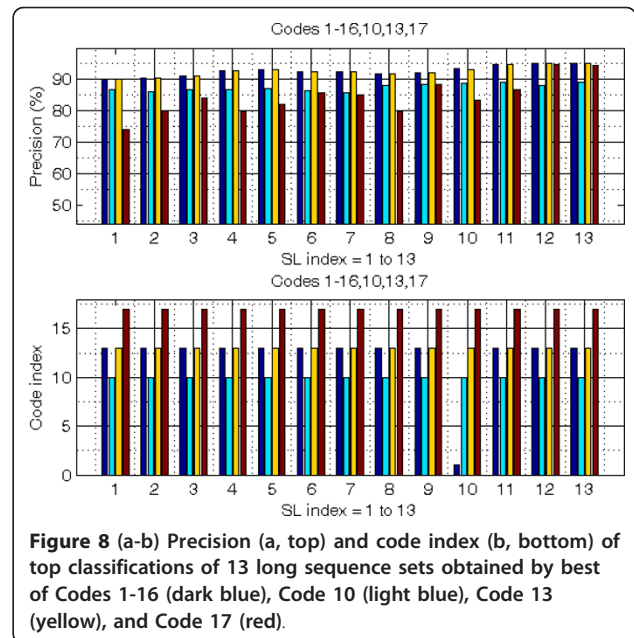 Codes 1-16,10,13,17
90
80
70
60
50
Precision (%)
1 2 3 4 5 6 7 8 9 10 11 12 13
SL index = 1 to 13
Codes 1-16,10,13,17
15
10
5
0
Code index
1 2 3 4 5 6 7 8 9 10 11 12 13
SL index = 1 to 13
Figure 8 (a-b) Precision (a, top) and code index (b, bottom) of
top classifications of 13 long sequence sets obtained by best
of Codes 1-16 (dark blue), Code 10 (light blue), Code 13
(yellow), and Code 17 (red).